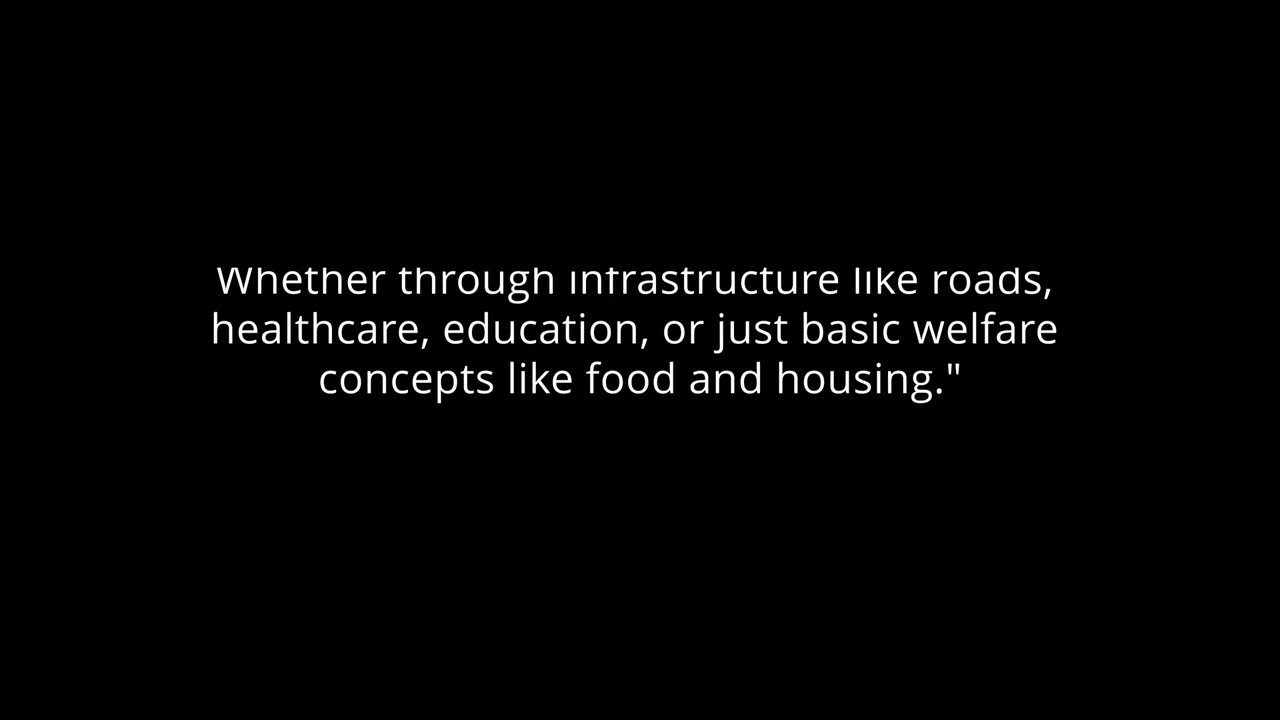 Whether through infrastructure like roads,
healthcare, education, or just basic welfare
concepts like food and housing."